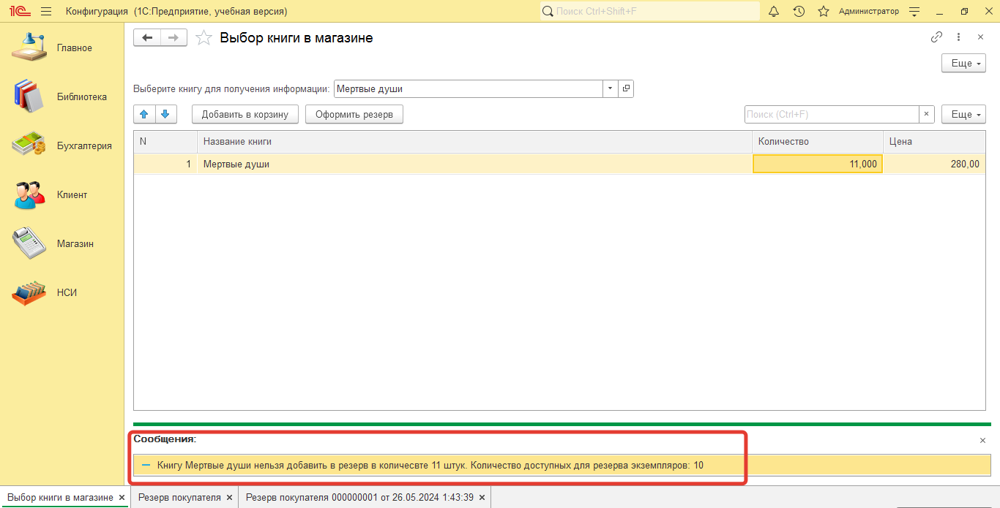 1С Конфигурация (1С:Предприятие, учебная версия) Поиск Ctrl+Shift+F Администратор
Главное
Библиотека
Бухгалтерия
Клиент
Магазин
НСИ
Выбор книги в магазине
Еще
Выберите книгу для получения информации: Мертвые души
Добавить в корзину Оформить резерв Поиск (Ctrl+F) × Еще
N Название книги Количество Цена
1 Мертвые души 11,000 280,00
Сообщения:
Книгу Мертвые души нельзя добавить в резерв в количесвте 11 штук. Количество доступных для резерва экземпляров: 10
Выбор книги в магазине × Резерв покупателя × Резерв покупателя 000000001 от 26.05.2024 1:43:39 ×